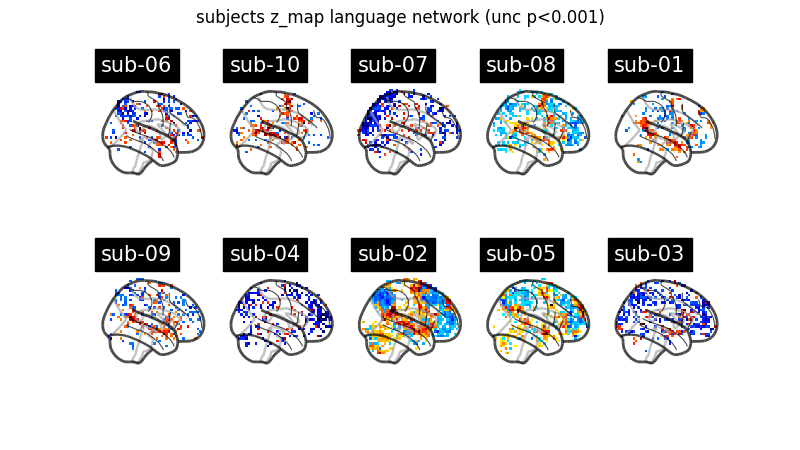 subjects z_map language network (unc p<0.001)
sub-06 sub-10 sub-07 sub-08 sub-01
sub-09 sub-04 sub-02 sub-05 sub-03